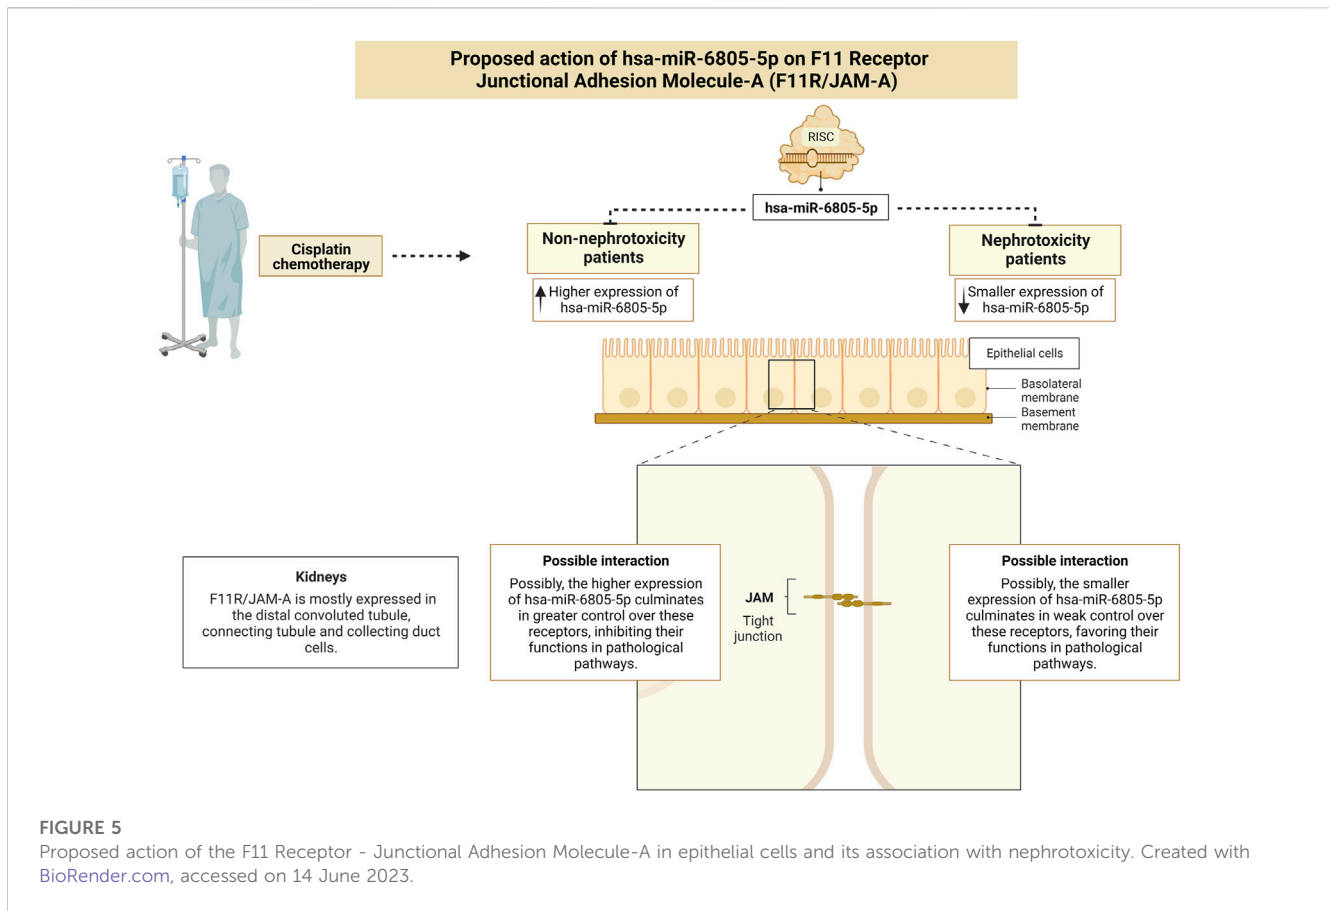 Proposed action of hsa-miR-6805-5p on F11 Receptor
Junctional Adhesion Molecule-A (F11R/JAM-A)
RISC
hsa-miR-6805-5p
Cisplatin
chemotherapy
Non-nephrotoxicity
patients
Higher expression of
hsa-miR-6805-5p
Nephrotoxicity
patients
Smaller expression of
hsa-miR-6805-5p
Epithelial cells
Basolateral
membrane
Basement
membrane
Kidneys
F11R/JAM-A is mostly expressed in
the distal convoluted tubule,
connecting tubule and collecting duct
cells.
Possible interaction
Possibly, the higher expression
of hsa-miR-6805-5p culminates
in greater control over these
receptors, inhibiting their
functions in pathological
pathways.
JAM
Tight
junction
Possible interaction
Possibly, the smaller
expression of hsa-miR-6805-5p
culminates in weak control over
these receptors, favoring their
functions in pathological
pathways.
FIGURE 5
Proposed action of the F11 Receptor - Junctional Adhesion Molecule-A in epithelial cells and its association with nephrotoxicity. Created with
BioRender.com, accessed on 14 June 2023.